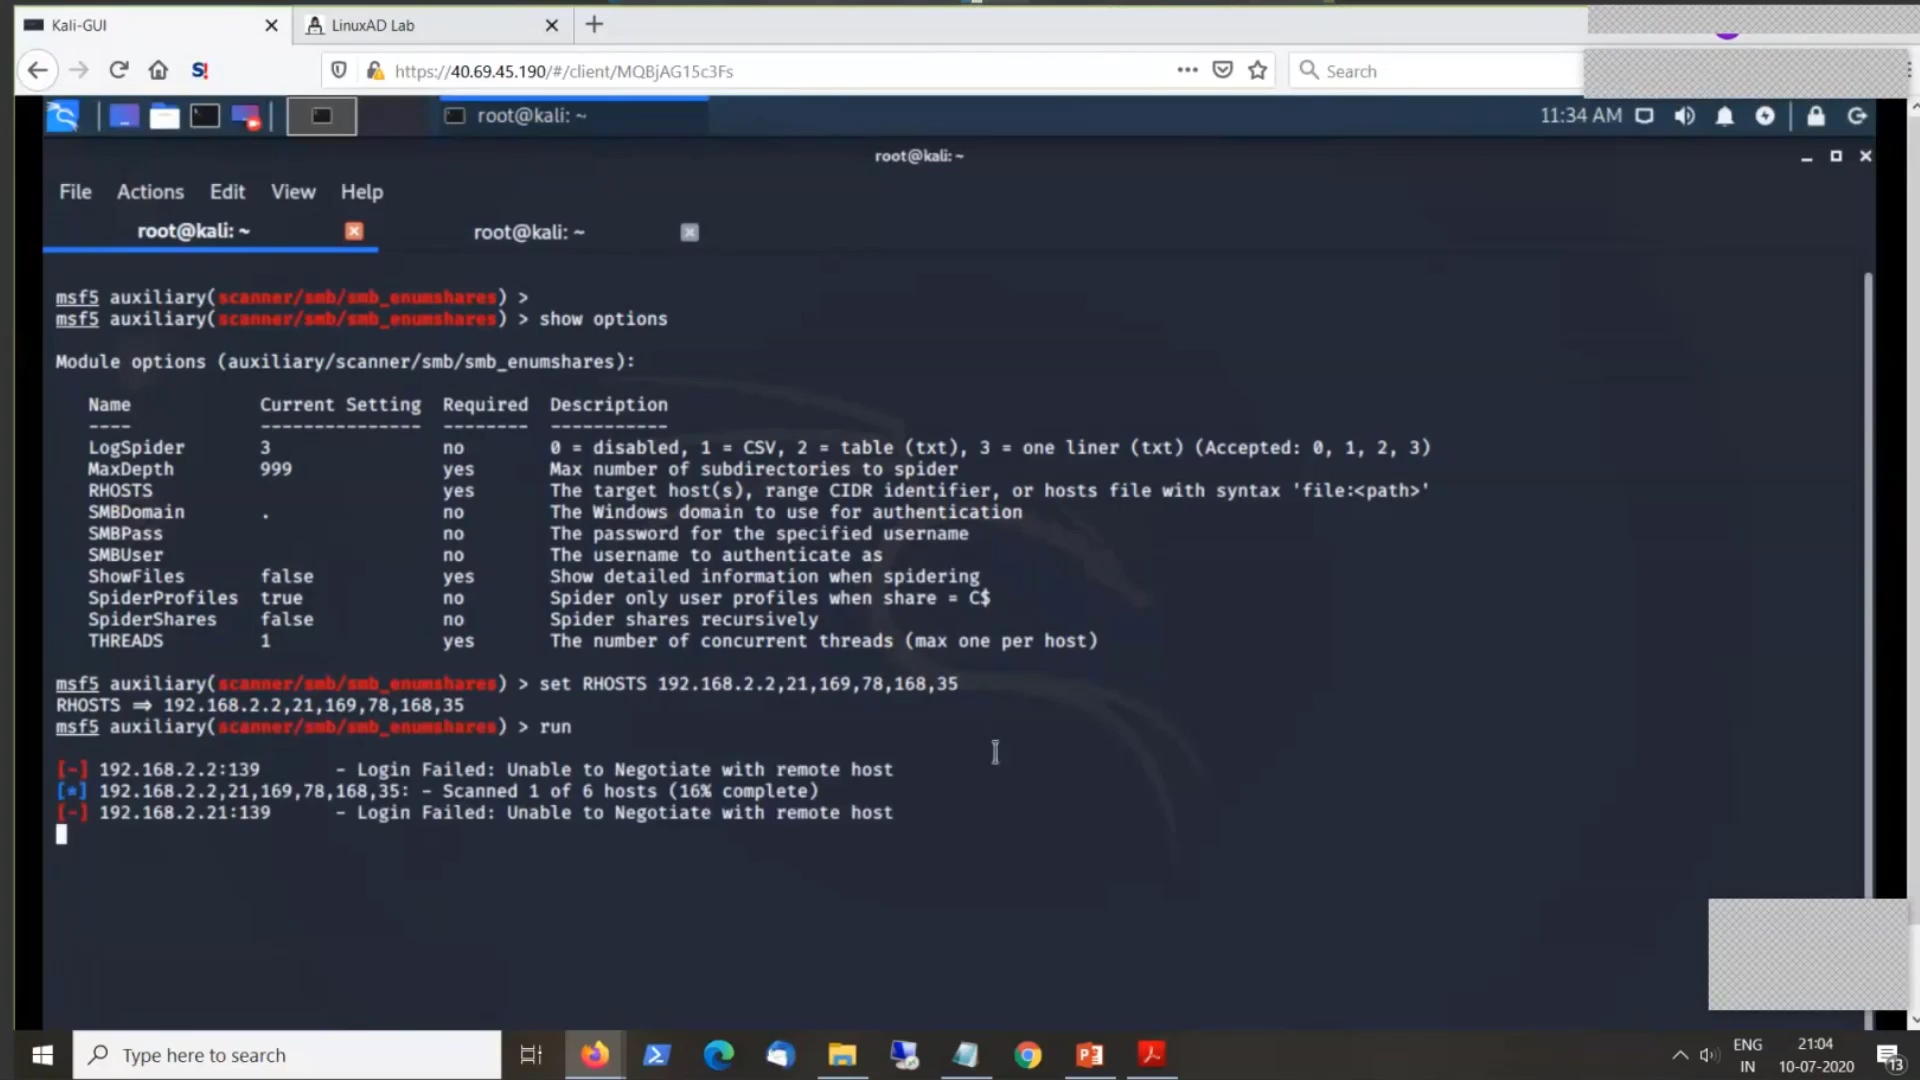 Kali-GUI
LinuxAD Lab
S!
https://40.69.45.190/#/client/MQBjAG15c3Fs
Search
root@kali: ~
11:34 AM
root@kali: ~
File Actions Edit View Help
root@kali: ~
root@kali: ~
msf5 auxiliary(scanner/smb/smb_enumshares) >
msf5 auxiliary(scanner/smb/smb_enumshares) > show options
Module options (auxiliary/scanner/smb/smb_enumshares):
Name Current Setting Required Description
---- --------------- -------- -----------
LogSpider 3 no 0 = disabled, 1 = CSV, 2 = table (txt), 3 = one liner (txt) (Accepted: 0, 1, 2, 3)
MaxDepth 999 yes Max number of subdirectories to spider
RHOSTS yes The target host(s), range CIDR identifier, or hosts file with syntax 'file:<path>'
SMBDomain . no The Windows domain to use for authentication
SMBPass no The password for the specified username
SMBUser no The username to authenticate as
ShowFiles false yes Show detailed information when spidering
SpiderProfiles true no Spider only user profiles when share = C$
SpiderShares false no Spider shares recursively
THREADS 1 yes The number of concurrent threads (max one per host)
msf5 auxiliary(scanner/smb/smb_enumshares) > set RHOSTS 192.168.2.2,21,169,78,168,35
RHOSTS ⇒ 192.168.2.2,21,169,78,168,35
msf5 auxiliary(scanner/smb/smb_enumshares) > run
[-] 192.168.2.2:139 - Login Failed: Unable to Negotiate with remote host
[*] 192.168.2.2,21,169,78,168,35: - Scanned 1 of 6 hosts (16% complete)
[-] 192.168.2.21:139 - Login Failed: Unable to Negotiate with remote host
Type here to search
ENG
IN
21:04
10-07-2020
13